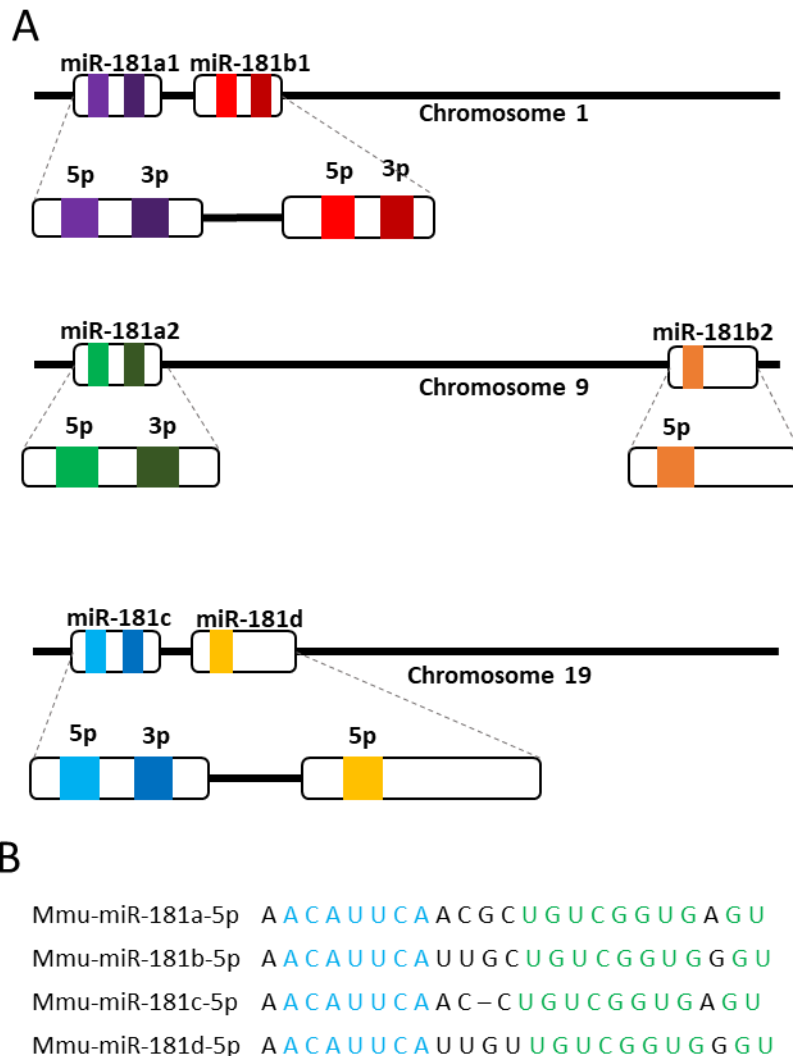 A
miR-181a1 miR-181b1
Chromosome 1
5p 3p 5p 3p
miR-181a2 miR-181b2
Chromosome 9
5p 3p 5p
miR-181c miR-181d
Chromosome 19
5p 3p 5p
B
Mmu-miR-181a-5p A A C A U U C A A C G C U G U C G G U G A G U
Mmu-miR-181b-5p A A C A U U C A U U G C U G U C G G U G G G U
Mmu-miR-181c-5p A A C A U U C A A C – C U G U C G G U G A G U
Mmu-miR-181d-5p A A C A U U C A U U G U U G U C G G U G G G U